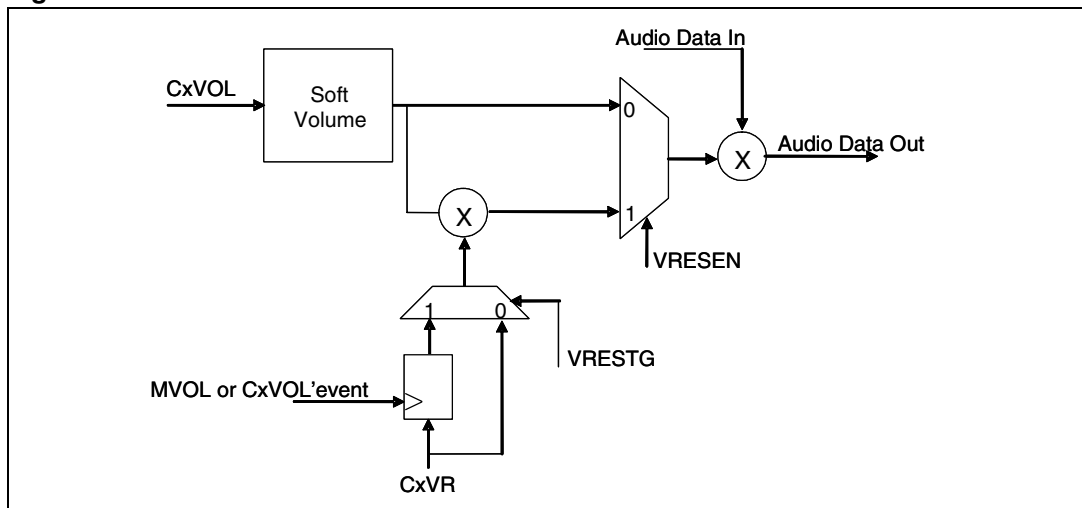 Audio Data In
CxVOL
Soft
Volume
0
X
Audio Data Out
X
1
VRESEN
1
0
VRESTG
MVOL or CxVOL'event
CxVR